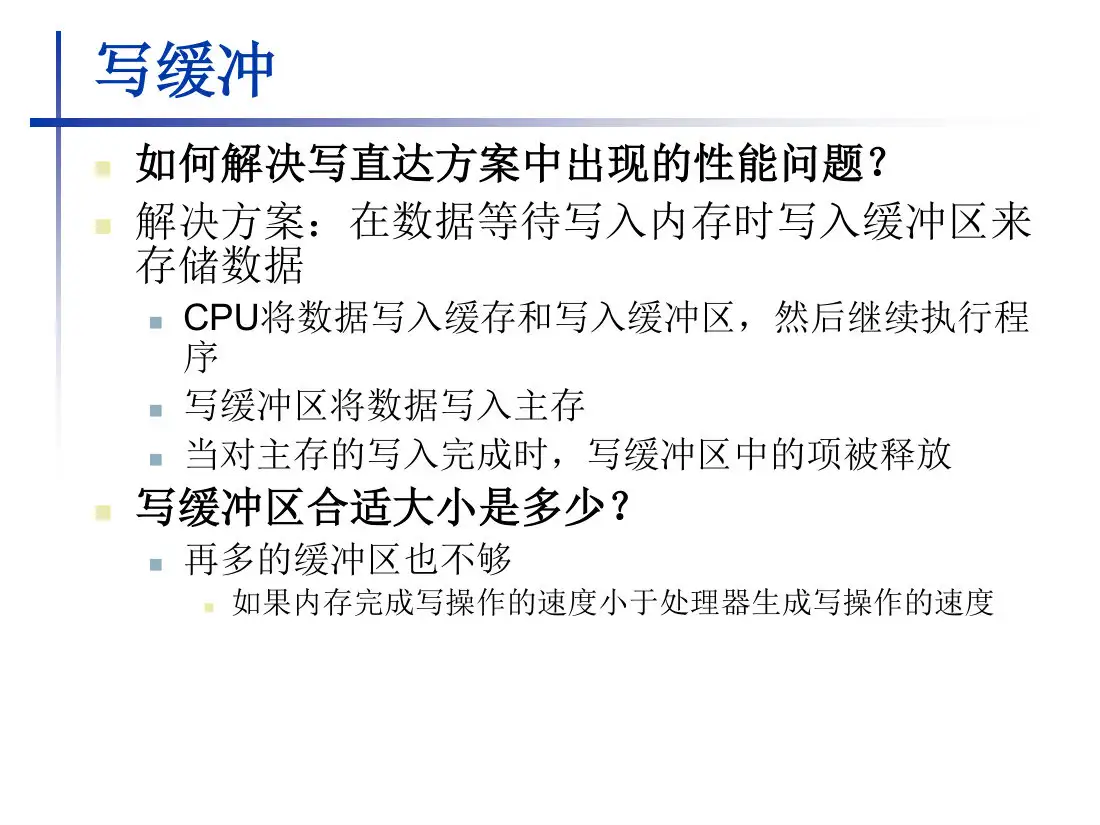 写缓冲
如何解决写直达方案中出现的性能问题？
解决方案：在数据等待写入内存时写入缓冲区来
存储数据
CPU将数据写入缓存和写入缓冲区，然后继续执行程
序
写缓冲区将数据写入主存
当对主存的写入完成时，写缓冲区中的项被释放
写缓冲区合适大小是多少？
再多的缓冲区也不够
如果内存完成写操作的速度小于处理器生成写操作的速度